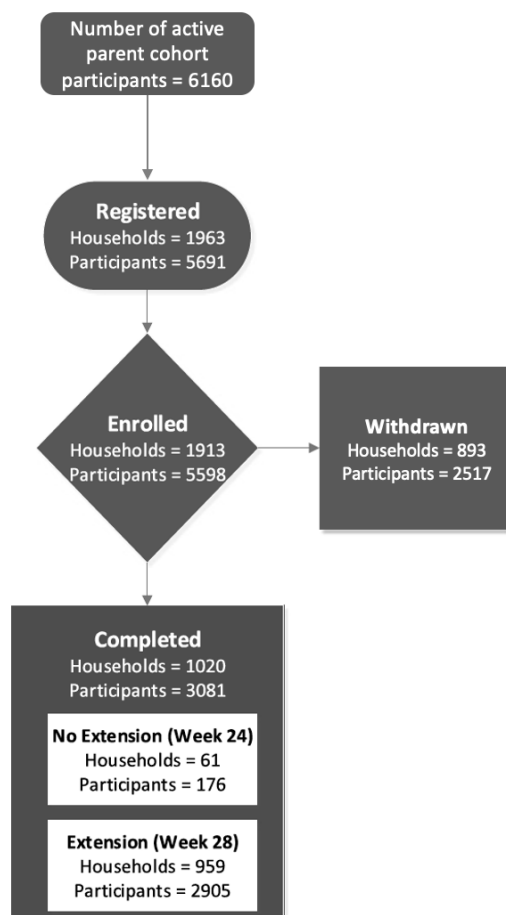 Number of active
parent cohort
participants = 6160
Registered
Households = 1963
Participants = 5691
Enrolled
Households = 1913
Participants = 5598
Withdrawn
Households = 893
Participants = 2517
Completed
Households = 1020
Participants = 3081
No Extension (Week 24)
Households = 61
Participants = 176
Extension (Week 28)
Households = 959
Participants = 2905